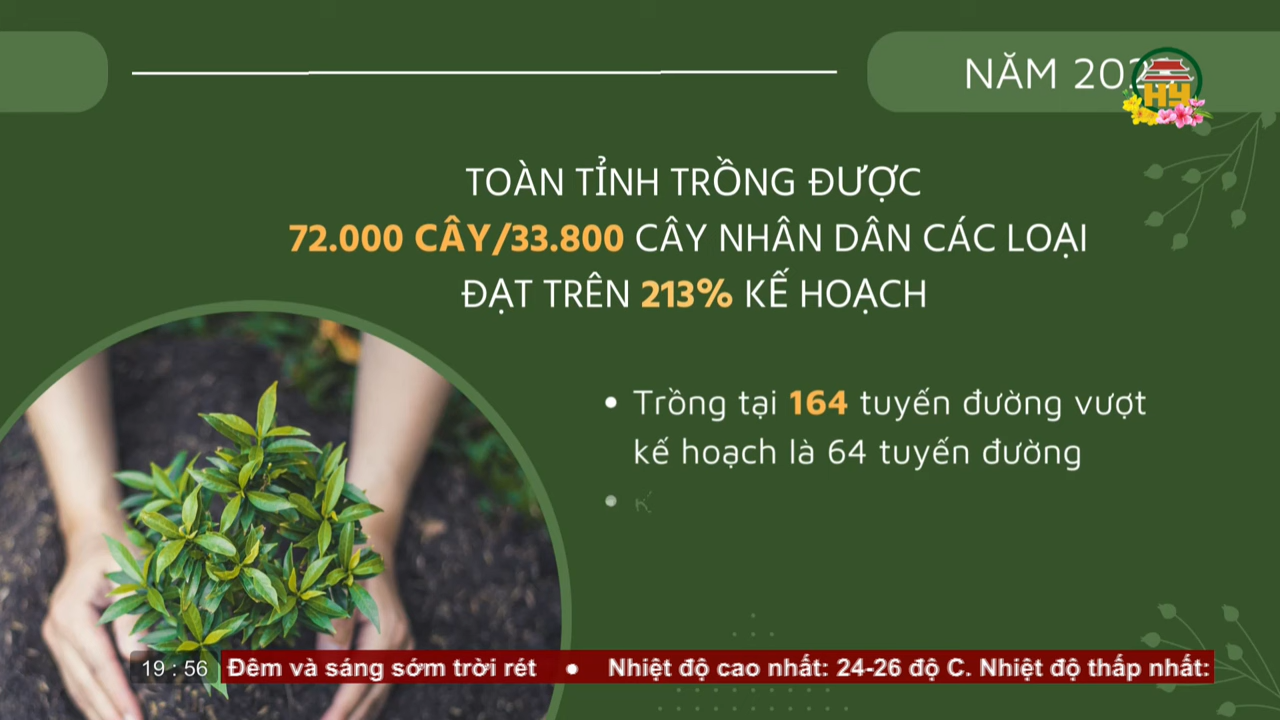 NĂM 202
HY
TOÀN TỈNH TRỒNG ĐƯỢC
72.000 CÂY/33.800 CÂY NHÂN DÂN CÁC LOẠI
ĐẠT TRÊN 213% KẾ HOẠCH
• Trồng tại 164 tuyến đường vượt
kế hoạch là 64 tuyến đường
•
19 : 56 Đêm và sáng sớm trời rét • Nhiệt độ cao nhất: 24-26 độ C. Nhiệt độ thấp nhất: